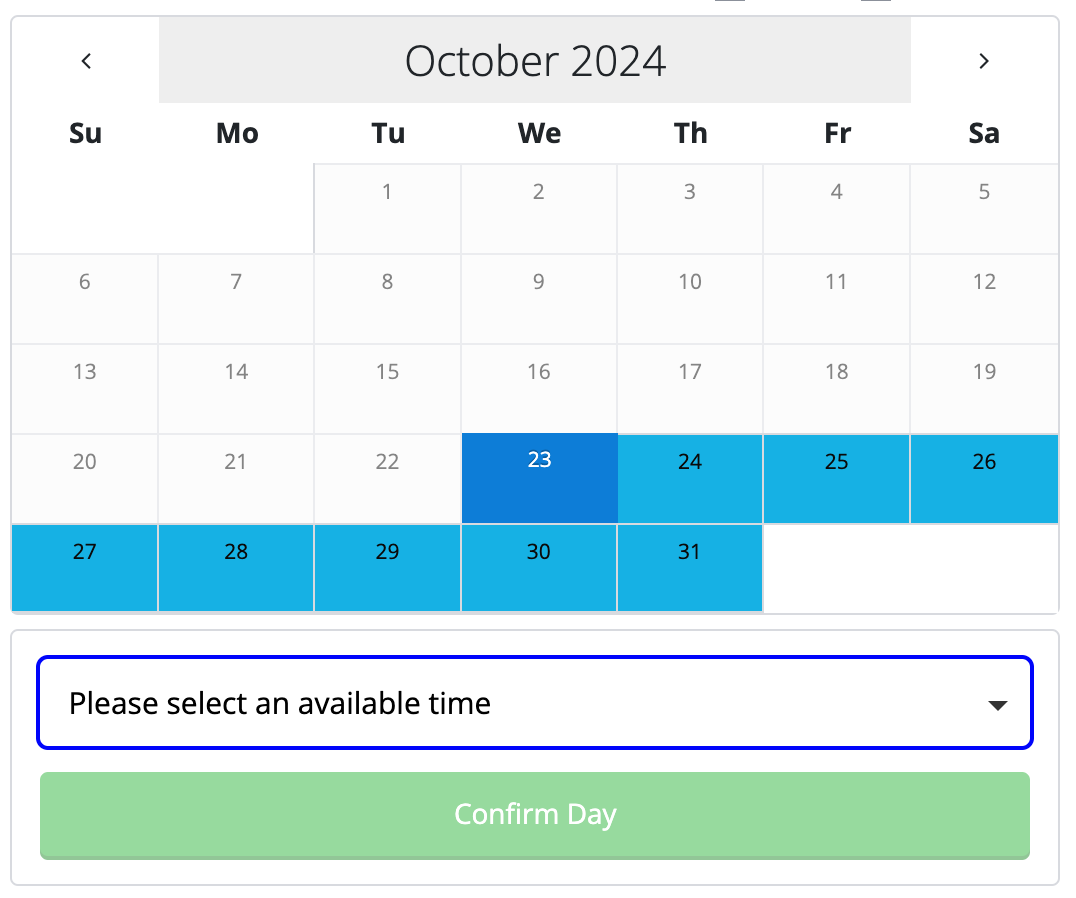 October 2024
Su Mo Tu We Th Fr Sa
1 2 3 4 5
6 7 8 9 10 11 12
13 14 15 16 17 18 19
20 21 22 23 24 25 26
27 28 29 30 31
Please select an available time
Confirm Day